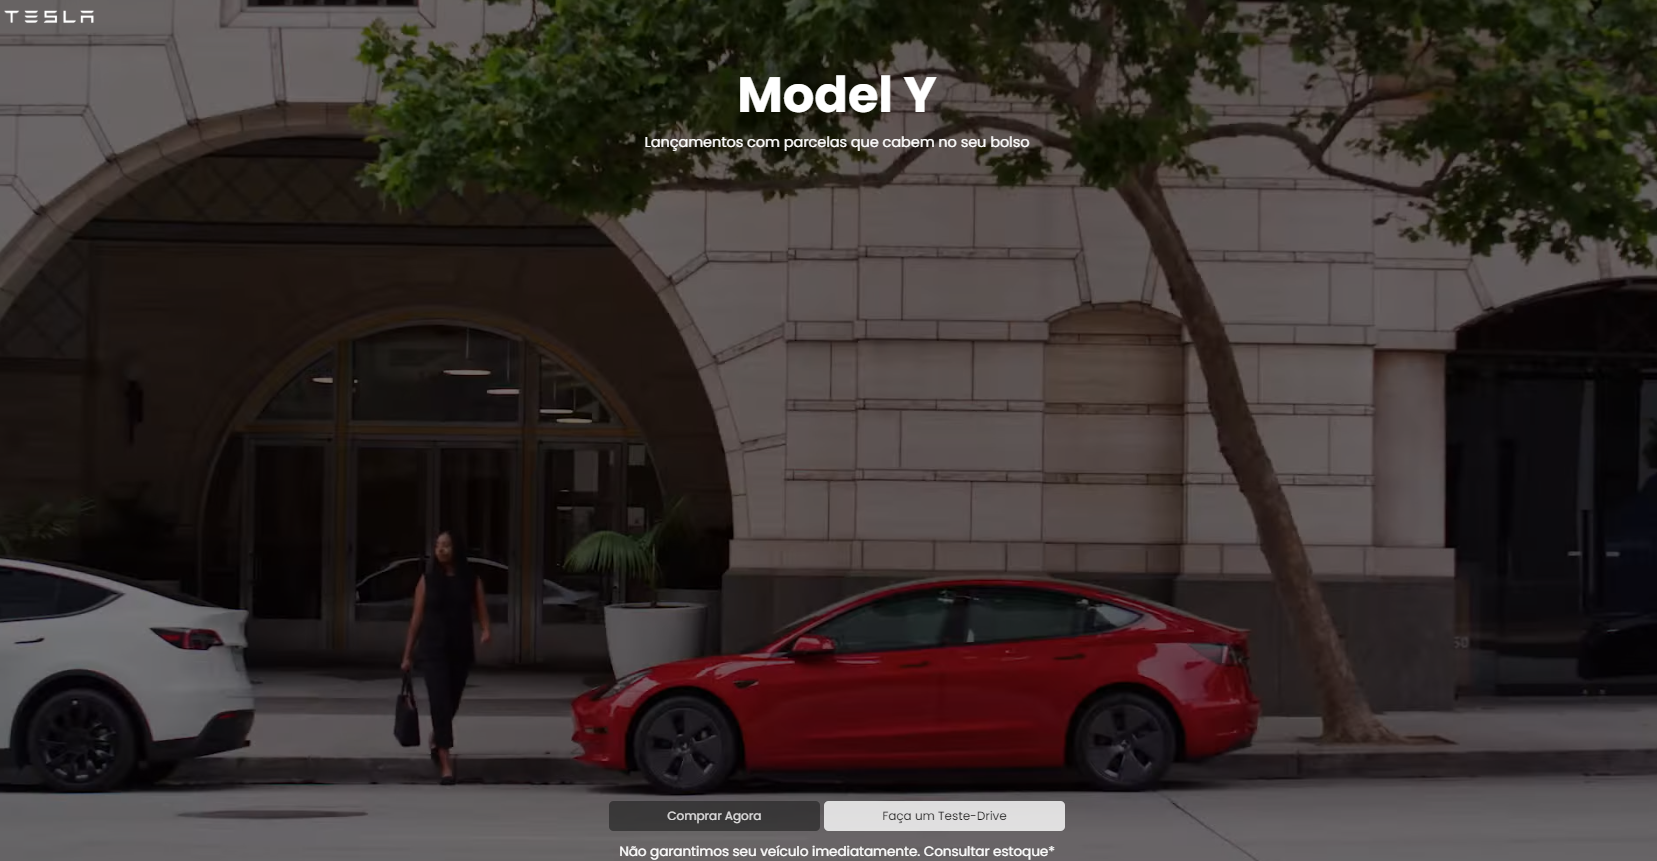 TESLA
Model Y
Lançamentos com parcelas que cabem no seu bolso
50
Comprar Agora
Faça um Teste-Drive
Não garantimos seu veículo imediatamente. Consultar estoque*